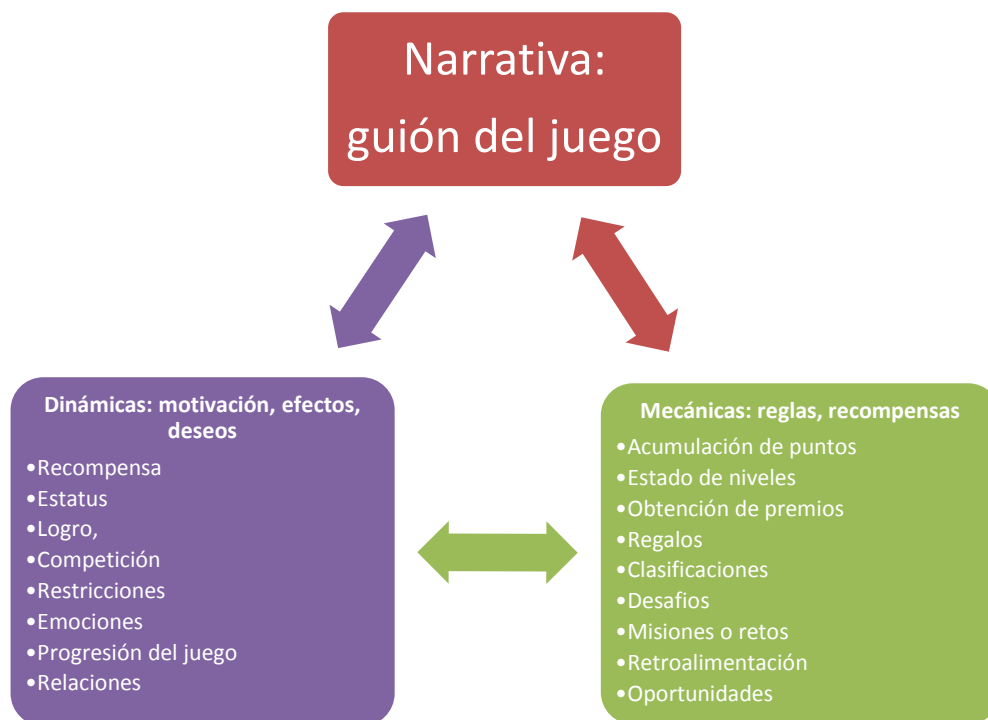 Narrativa:
guión del juego
Dinámicas: motivación, efectos,
deseos
•Recompensa
•Estatus
•Logro,
•Competición
•Restricciones
•Emociones
•Progresión del juego
•Relaciones
Mecánicas: reglas, recompensas
•Acumulación de puntos
•Estado de niveles
•Obtención de premios
•Regalos
•Clasificaciones
•Desafios
•Misiones o retos
•Retroalimentación
•Oportunidades